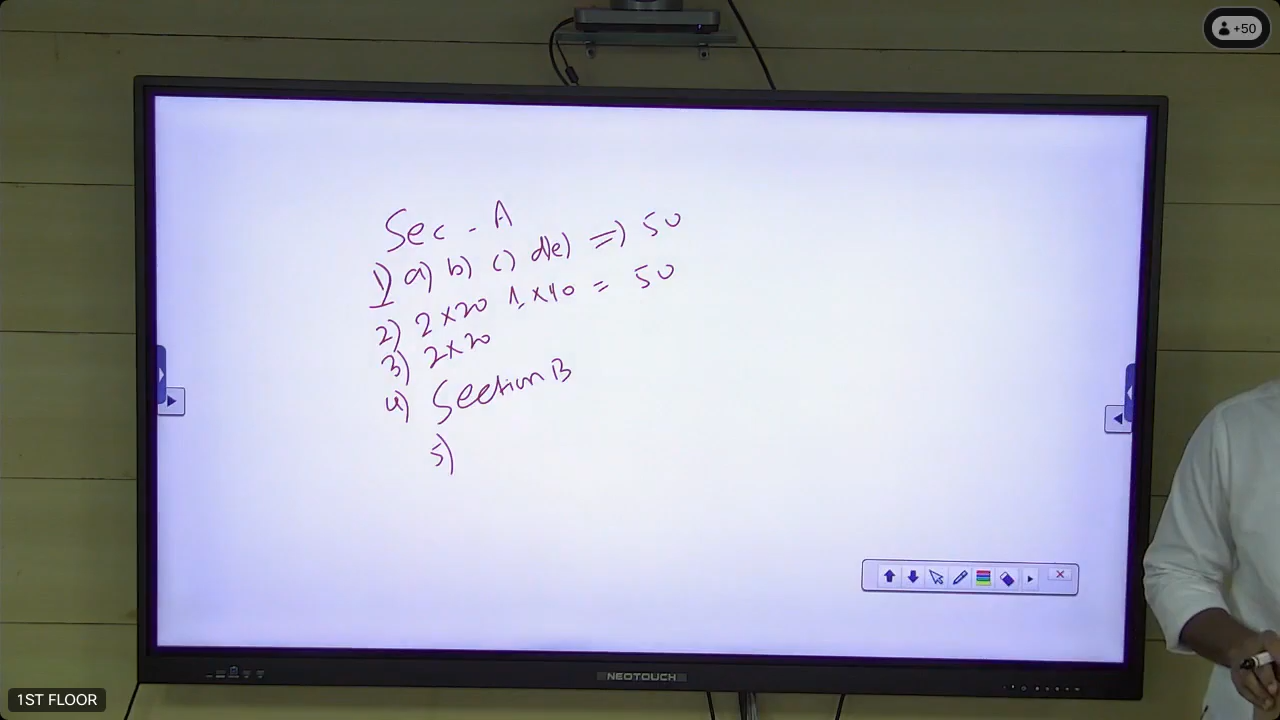 +50
Sec - A
1) a) b) c) d)e) => 50
2) 2x20 1x10 = 50
3) 2x20
4) Section B
5)
NEOTOUCH
1ST FLOOR